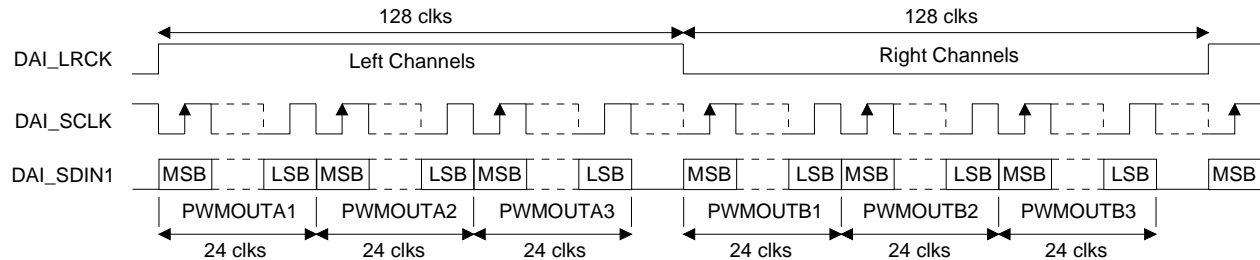 128 clks 128 clks
DAI_LRCK Left Channels Right Channels
DAI_SCLK
DAI_SDIN1 MSB LSB MSB LSB MSB LSB MSB LSB MSB LSB MSB LSB MSB
PWMOUTA1 PWMOUTA2 PWMOUTA3 PWMOUTB1 PWMOUTB2 PWMOUTB3
24 clks 24 clks 24 clks 24 clks 24 clks 24 clks